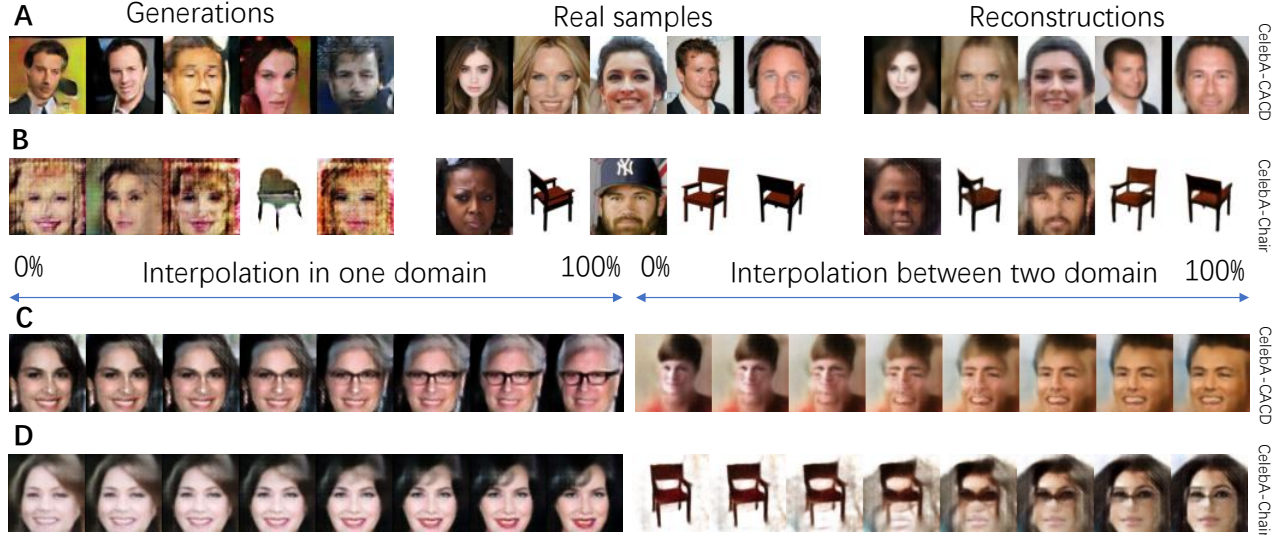 A
Generations
Real samples
Reconstructions
CelebA-CACD
B
NY
CelebA-Chair
0%
Interpolation in one domain
100%
0%
Interpolation between two domain
100%
C
CelebA-CACD
D
CelebA-Chair